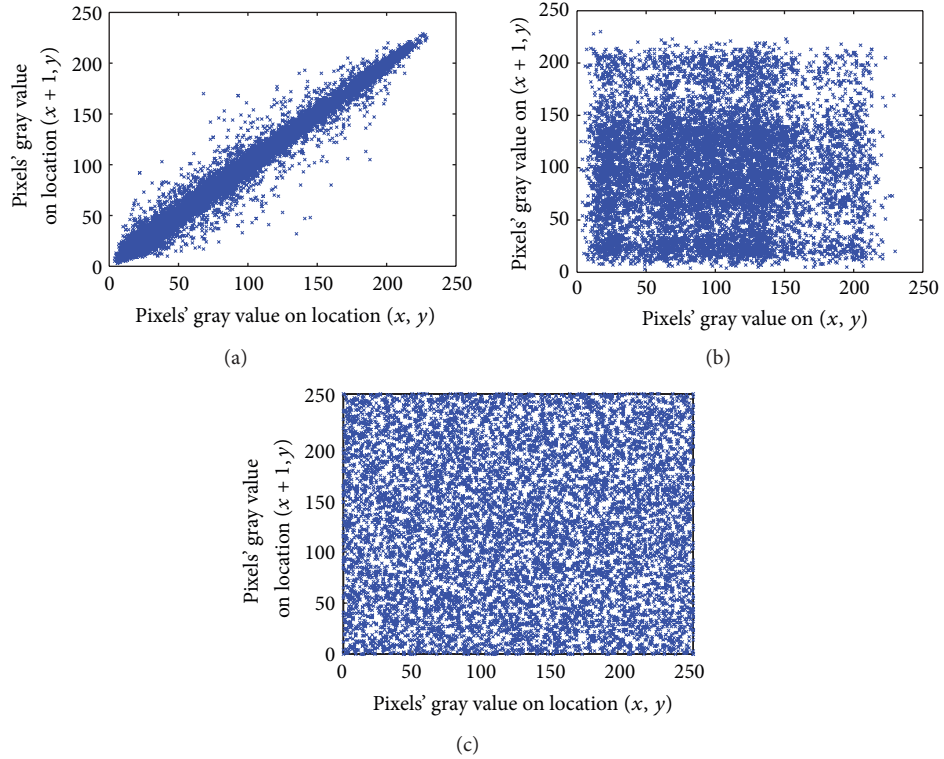 Pixels’ gray value
on location (x + 1, y)
250
200
150
100
50
0
0 50 100 150 200 250
Pixels’ gray value on location (x, y)
(a)
Pixels’ gray value on (x + 1, y)
250
200
150
100
50
0
0 50 100 150 200 250
Pixels’ gray value on (x, y)
(b)
Pixels’ gray value
on location (x + 1, y)
250
200
150
100
50
0
0 50 100 150 200 250
Pixels’ gray value on location (x, y)
(c)